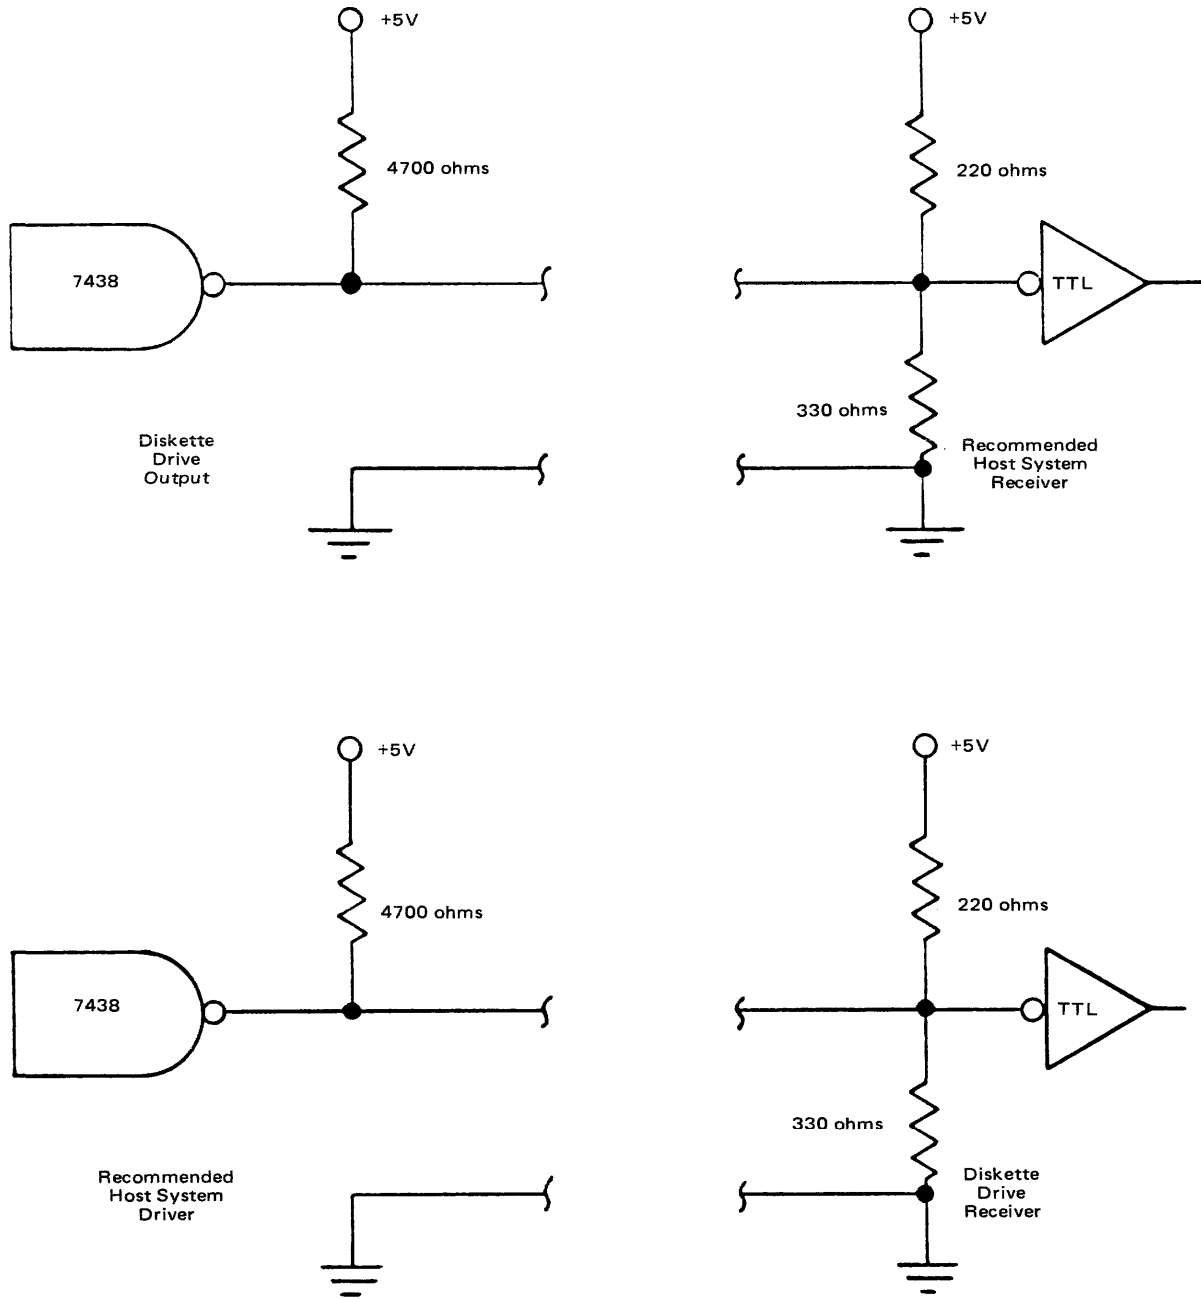 +5V
+5V
4700 ohms
220 ohms
7438
TTL
330 ohms
Diskette
Drive
Output
Recommended
Host System
Receiver
+5V
+5V
4700 ohms
220 ohms
7438
TTL
330 ohms
Recommended
Host System
Driver
Diskette
Drive
Receiver